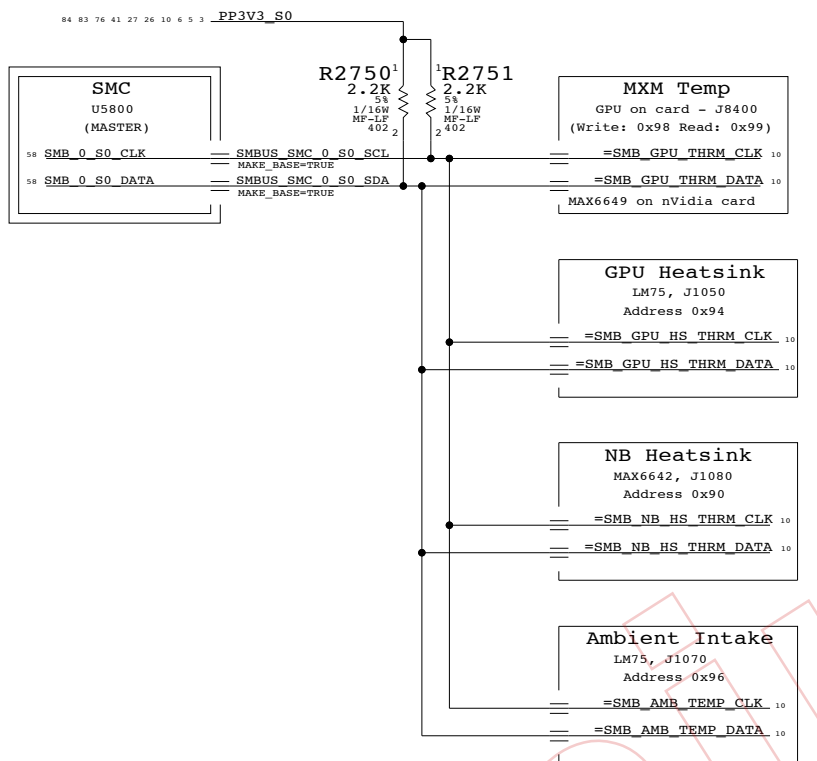 84 83 76 41 27 26 10 6 5 3 PP3V3_S0
SMC
U5800
(MASTER)
58 SMB_0_S0_CLK
SMBUS_SMC_0_S0_SCL
MAKE_BASE=TRUE
58 SMB_0_S0_DATA
SMBUS_SMC_0_S0_SDA
MAKE_BASE=TRUE
R2750 1
2.2K
5%
1/16W
MF-LF
402 2
1 R2751
2.2K
5%
1/16W
MF-LF
2 402
MXM Temp
GPU on card - J8400
(Write: 0x98 Read: 0x99)
=SMB_GPU_THRM_CLK 10
=SMB_GPU_THRM_DATA 10
MAX6649 on nVidia card
GPU Heatsink
LM75, J1050
Address 0x94
=SMB_GPU_HS_THRM_CLK 10
=SMB_GPU_HS_THRM_DATA 10
NB Heatsink
MAX6642, J1080
Address 0x90
=SMB_NB_HS_THRM_CLK 10
=SMB_NB_HS_THRM_DATA 10
Ambient Intake
LM75, J1070
Address 0x96
=SMB_AMB_TEMP_CLK 10
=SMB_AMB_TEMP_DATA 10